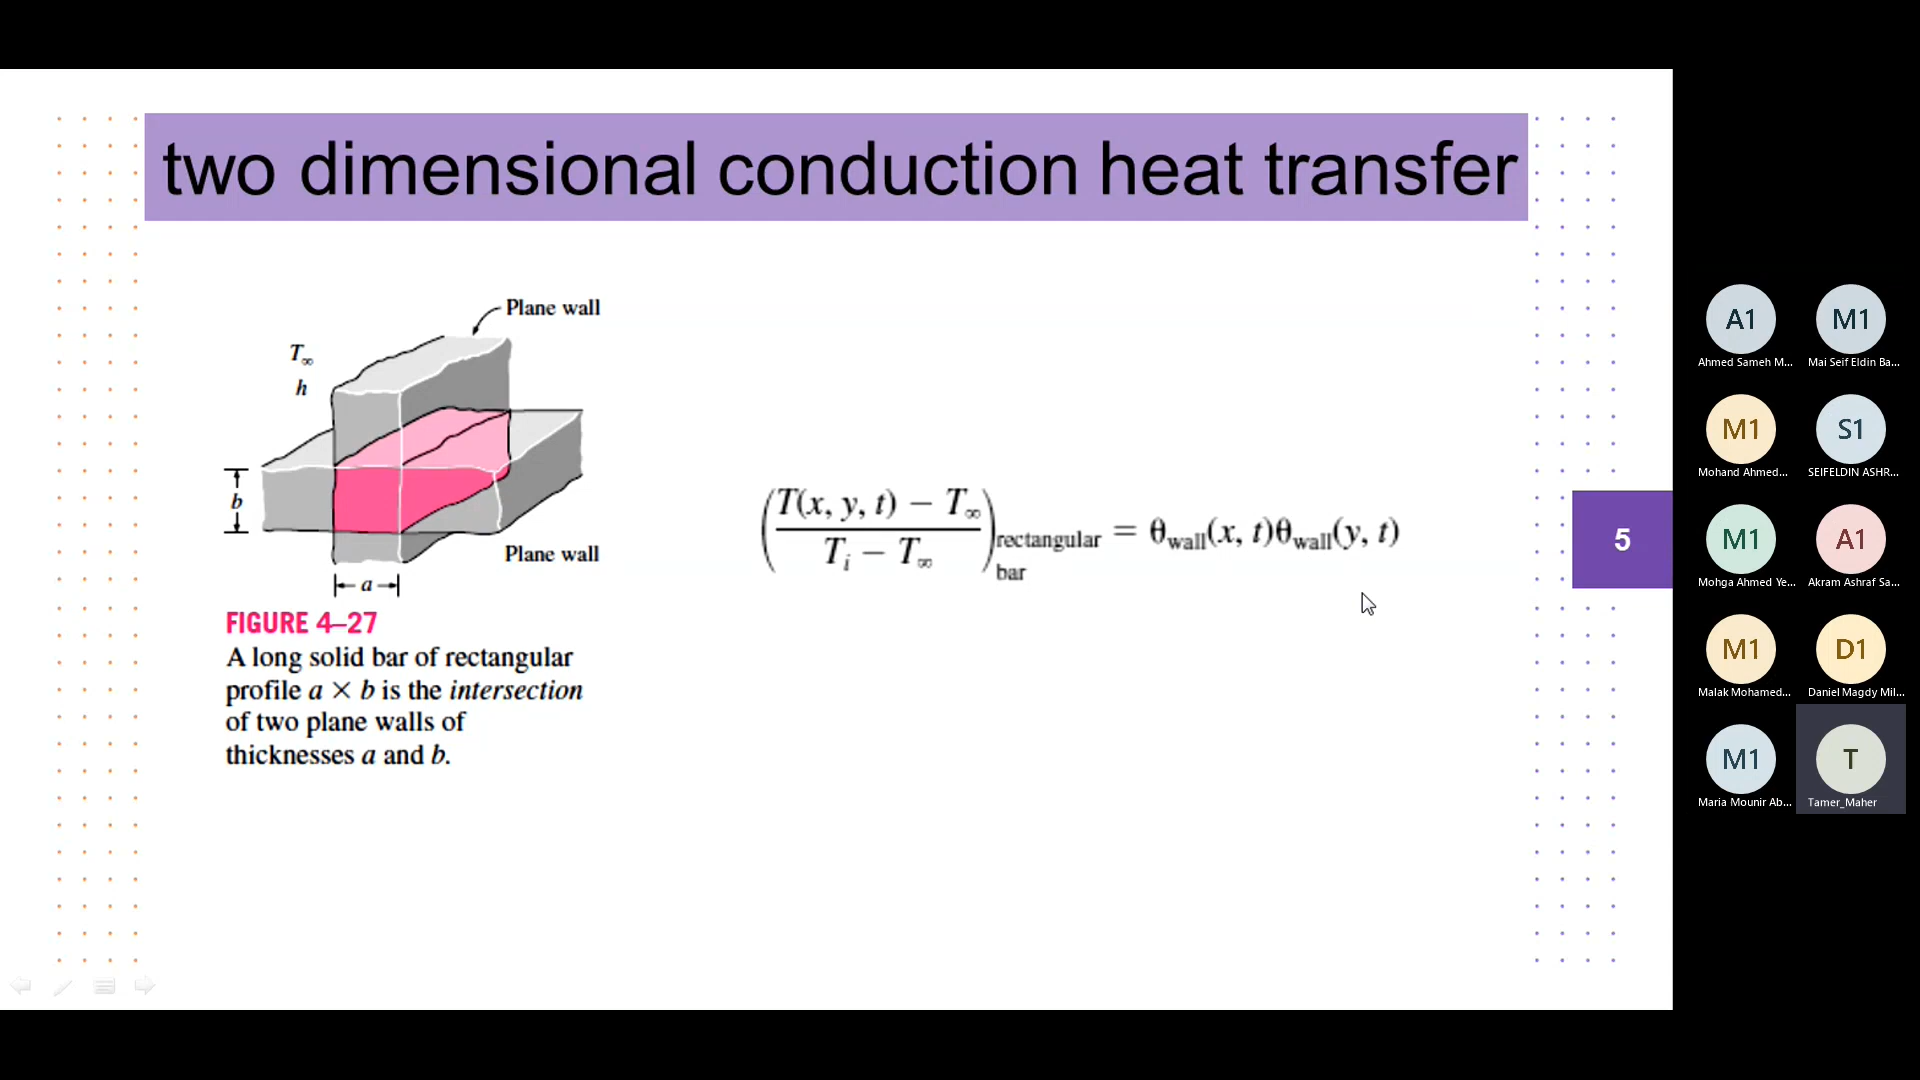 two dimensional conduction heat transfer
Plane wall
T∞
h
b
Plane wall
a
FIGURE 4–27
A long solid bar of rectangular
profile a × b is the intersection
of two plane walls of
thicknesses a and b.
(T(x, y, t) − T∞ / Ti − T∞) rectangular bar = θwall(x, t)θwall(y, t)
5
A1
M1
Ahmed Sameh M...
Mai Seif Eldin Ba...
M1
S1
Mohand Ahmed...
SEIFELDIN ASHR...
M1
A1
Mohga Ahmed Ye...
Akram Ashraf Sa...
M1
D1
Malak Mohamed...
Daniel Magdy Mil...
M1
T
Maria Mounir Ab...
Tamer_Maher